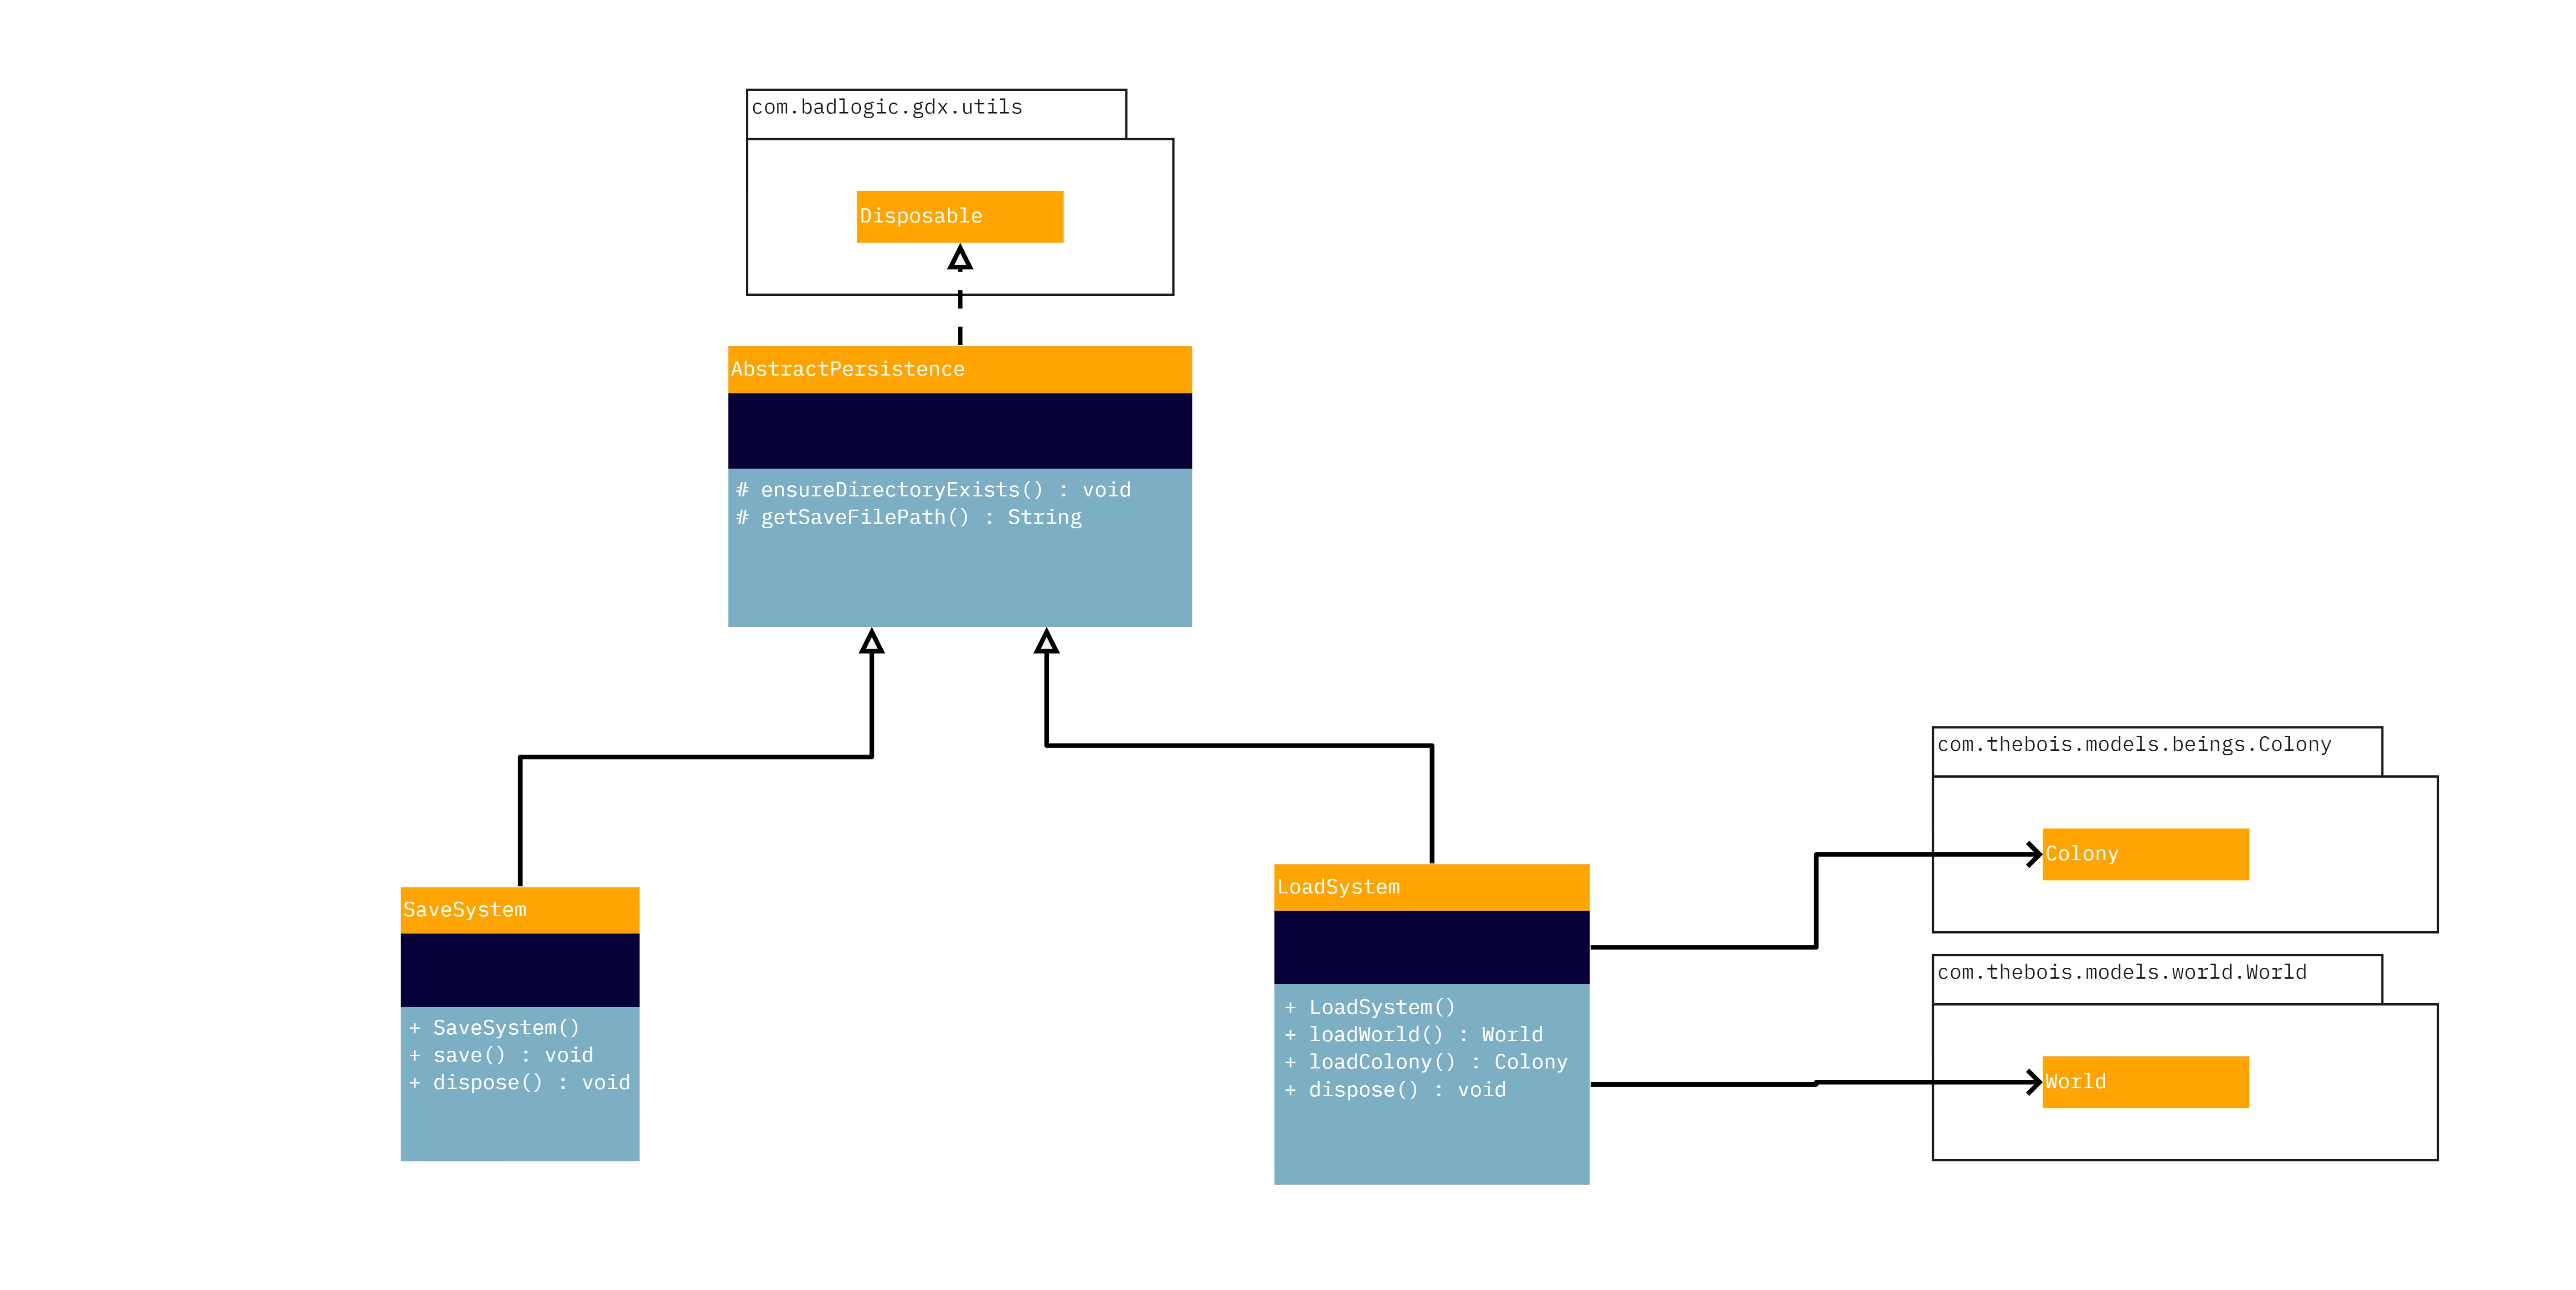 com.badlogic.gdx.utils
Disposable
AbstractPersistence
# ensureDirectoryExists() : void
# getSaveFilePath() : String
SaveSystem
+ SaveSystem()
+ save() : void
+ dispose() : void
LoadSystem
+ LoadSystem()
+ loadWorld() : World
+ loadColony() : Colony
+ dispose() : void
com.thebois.models.beings.Colony
Colony
com.thebois.models.world.World
World